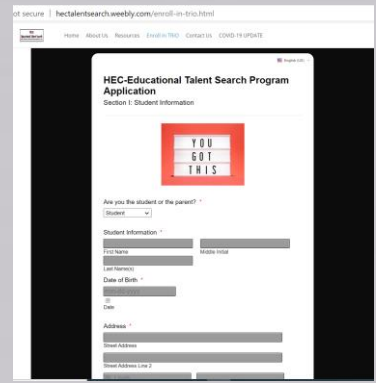 ot secure | hectalentsearch.weebly.com/enroll-in-trio.html
Home About Us Resources Enroll in TRIO Contact Us COVID-19 UPDATE
English (US)
HEC-Educational Talent Search Program
Application
Section I: Student Information
YOU
GOT
THIS
Are you the student or the parent? *
Student
Student Information *
First Name Middle Initial
Last Name(s)
Date of Birth *
Date
Address *
Street Address
Street Address Line 2